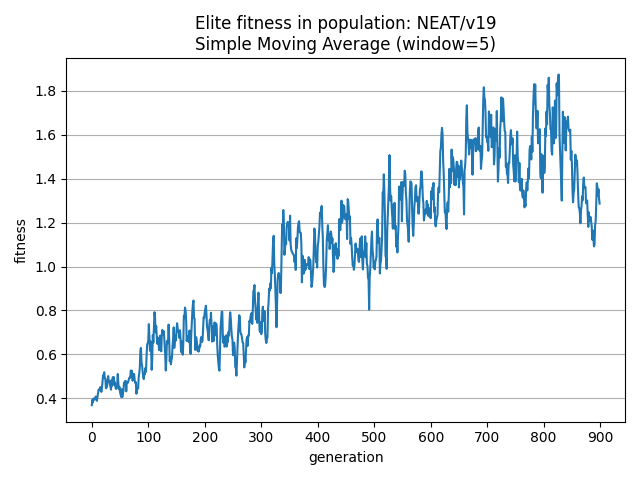 Elite fitness in population: NEAT/v19
Simple Moving Average (window=5)
fitness
1.8
1.6
1.4
1.2
1.0
0.8
0.6
0.4
0 100 200 300 400 500 600 700 800 900
generation